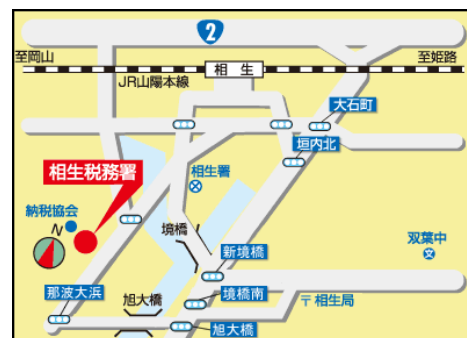 2
至岡山
至姫路
相生
JR山陽本線
大石町
垣内北
相生税務署
相生署
納税協会
N
境橋
新境橋
双葉中
文
那波大浜
境橋南
旭大橋
〒相生局
旭大橋